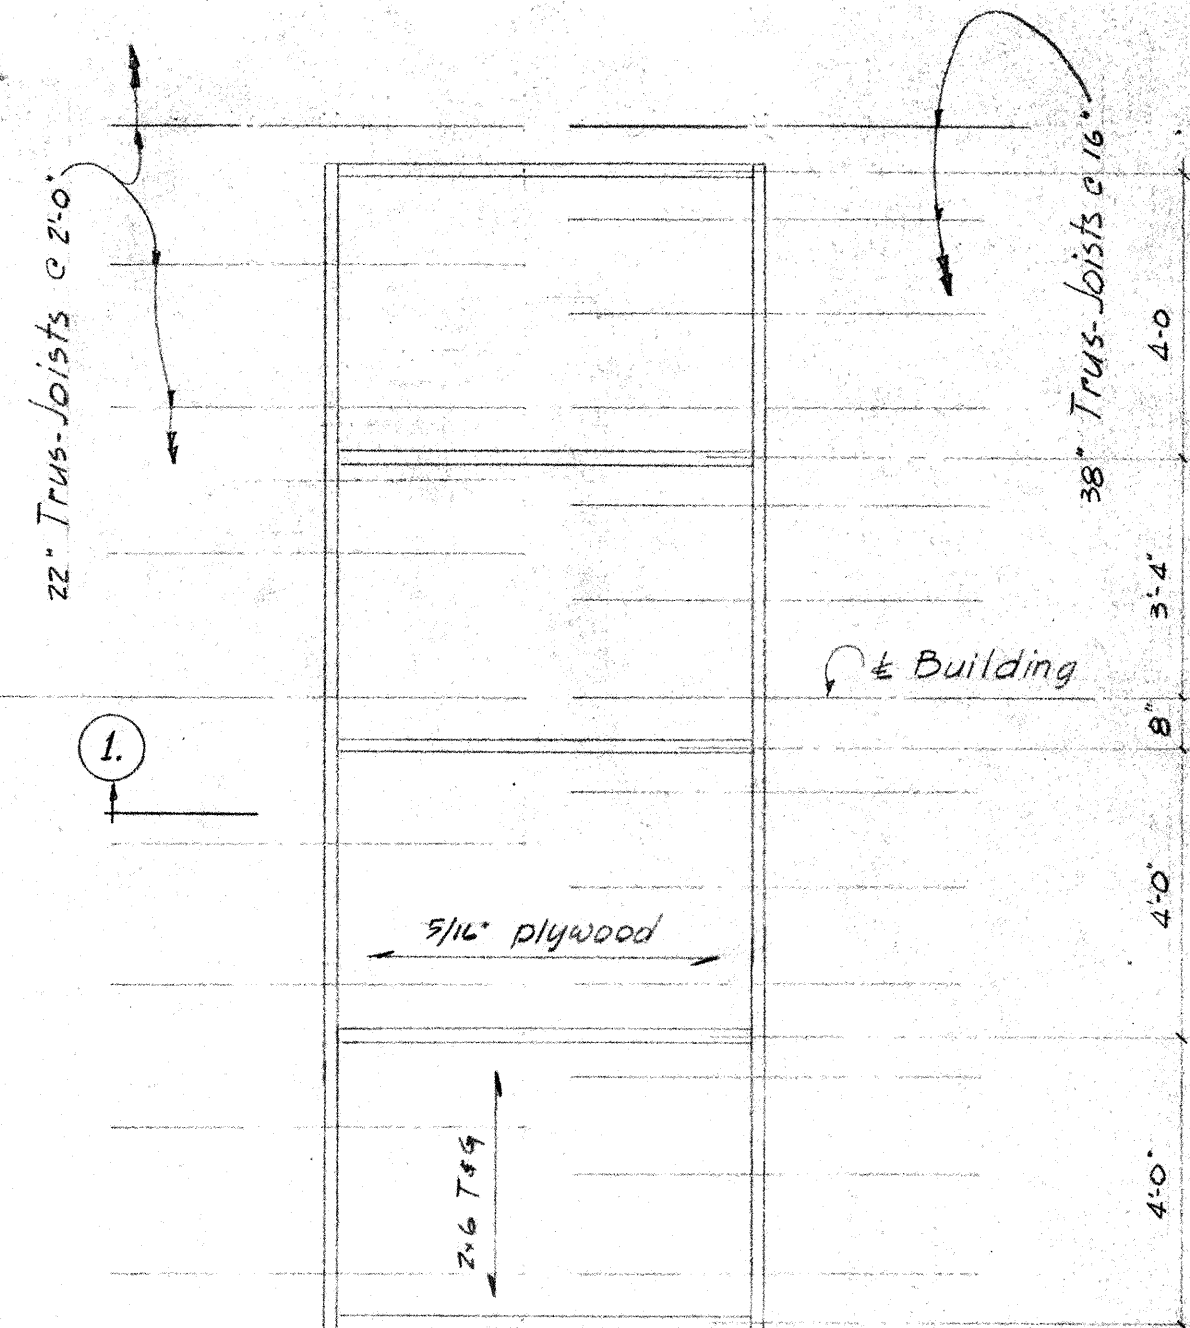 22" Trus-Joists @ 2'-0"
38" Trus-Joists @ 16"
4-0
3'-4"
℄ Building
8"
1.
4'-0"
5/16" plywood
2x6 T&G
4'-0"